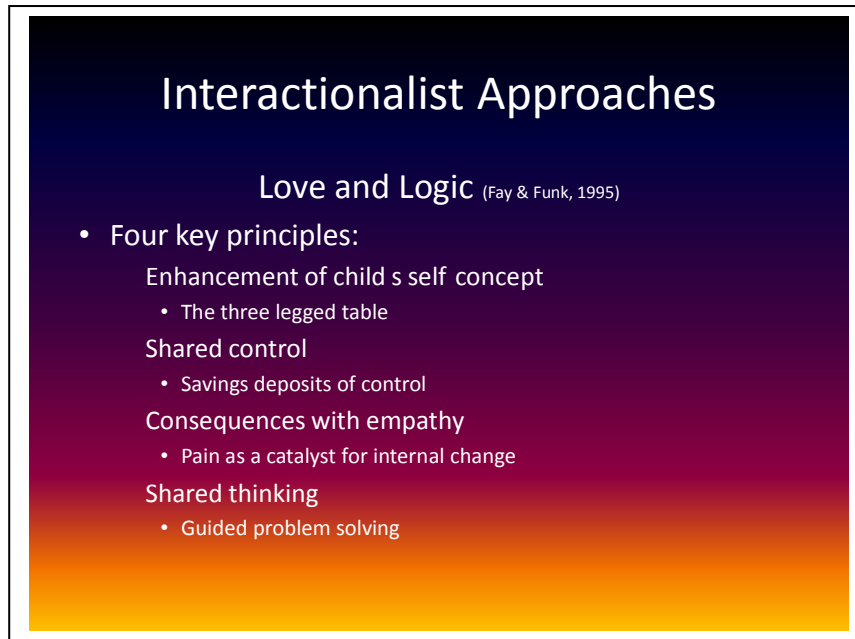 Interactionalist Approaches
Love and Logic (Fay & Funk, 1995)
• Four key principles:
Enhancement of child s self concept
• The three legged table
Shared control
• Savings deposits of control
Consequences with empathy
• Pain as a catalyst for internal change
Shared thinking
• Guided problem solving